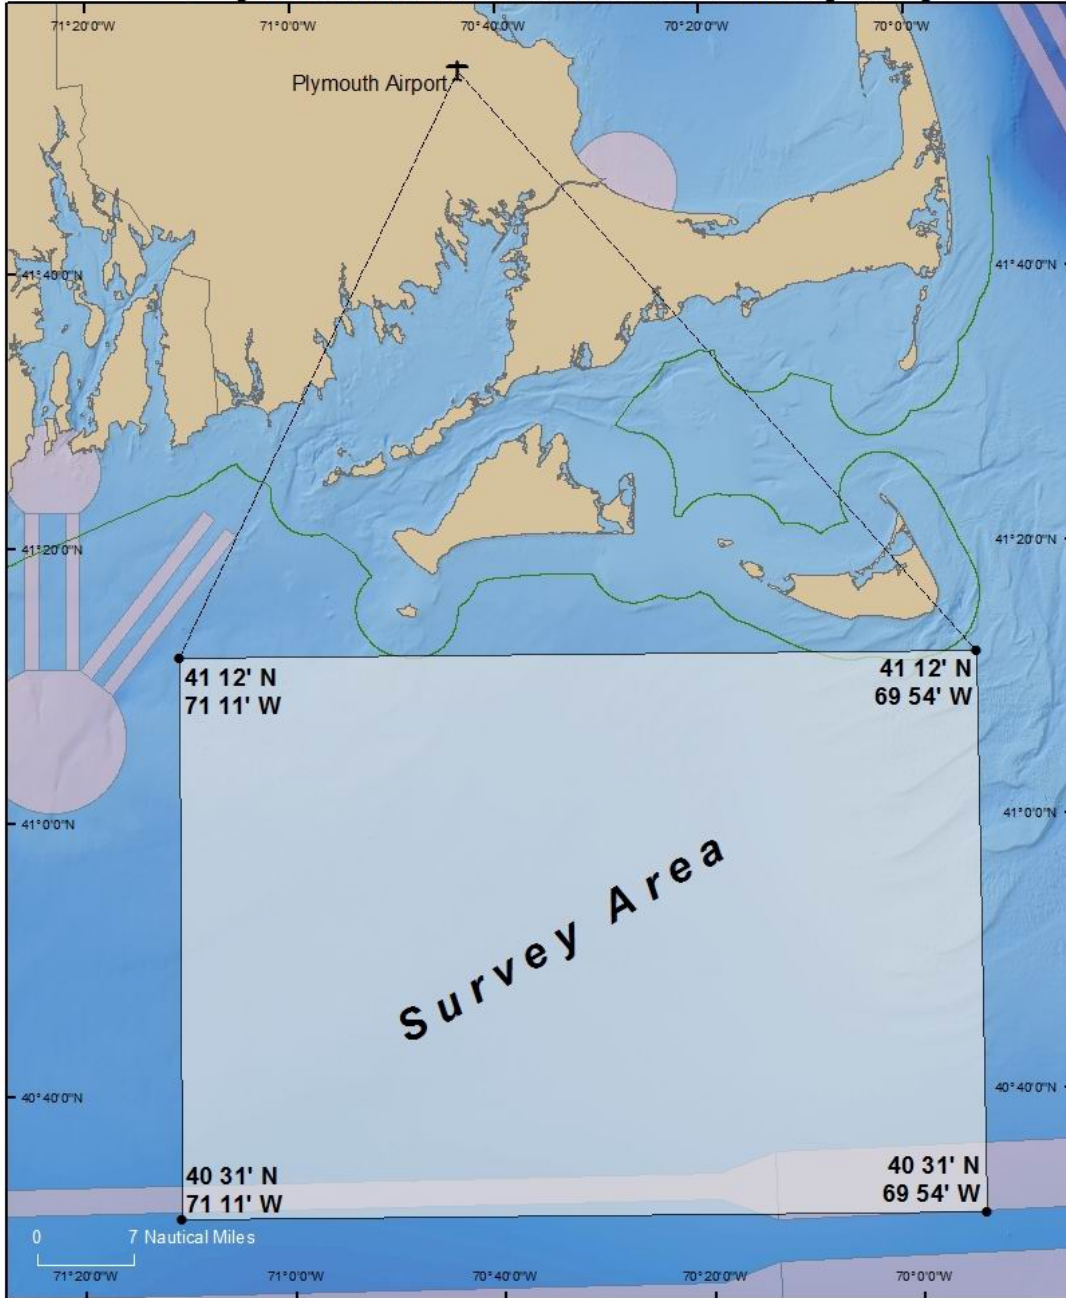 71°20'0"W
71°0'0"W
70°40'0"W
70°20'0"W
70°0'0"W
Plymouth Airport
41°40'0"N
41°40'0"N
41°20'0"N
41°20'0"N
41 12' N
71 11' W
41 12' N
69 54' W
41°0'0"N
41°0'0"N
Survey Area
40°40'0"N
40°40'0"N
40 31' N
71 11' W
40 31' N
69 54' W
0 7 Nautical Miles
71°20'0"W
71°0'0"W
70°40'0"W
70°20'0"W
70°0'0"W